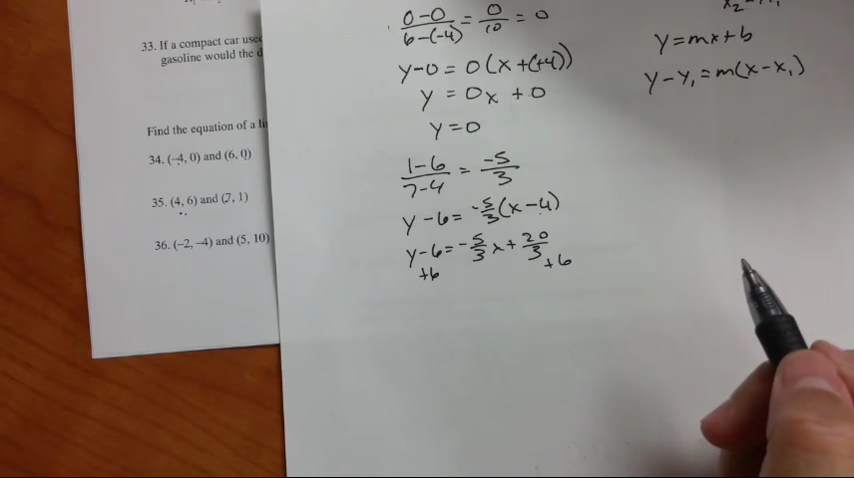 33. If a compact car used
gasoline would the d
Find the equation of a li
34. (−4, 0) and (6, 0)
35. (4, 6) and (7, 1)
36. (−2, −4) and (5, 10)
0-0/6-(-4) = 0/10 = 0
y-0 = 0(x+(+4))
y = 0x + 0
y=0
1-6/7-4 = -5/3
y-6 = -5/3(x-4)
y-6 = -5/3x + 20/3
+6 +6
y=mx+b
y-y₁=m(x-x₁)